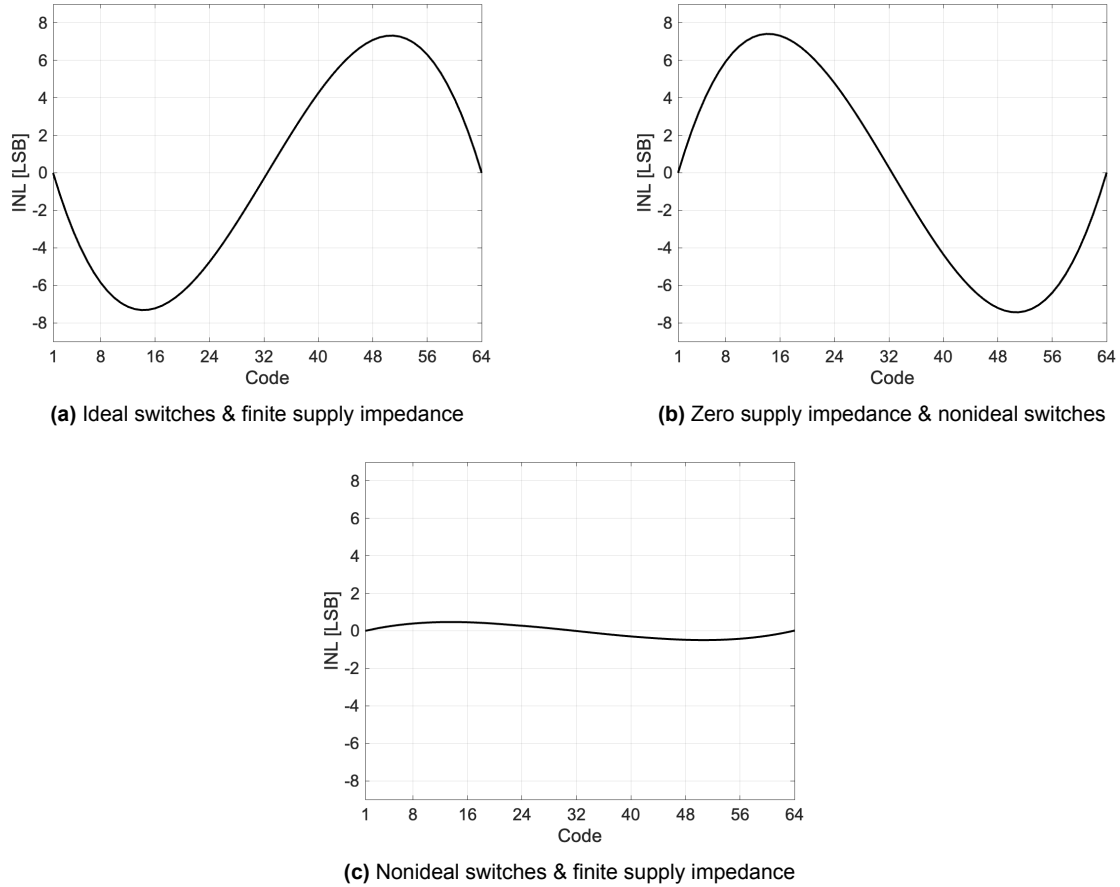 8
6
4
2
0
-2
-4
-6
-8
INL [LSB]
1 8 16 24 32 40 48 56 64
Code
(a) Ideal switches & finite supply impedance
8
6
4
2
0
-2
-4
-6
-8
INL [LSB]
1 8 16 24 32 40 48 56 64
Code
(b) Zero supply impedance & nonideal switches
8
6
4
2
0
-2
-4
-6
-8
INL [LSB]
1 8 16 24 32 40 48 56 64
Code
(c) Nonideal switches & finite supply impedance